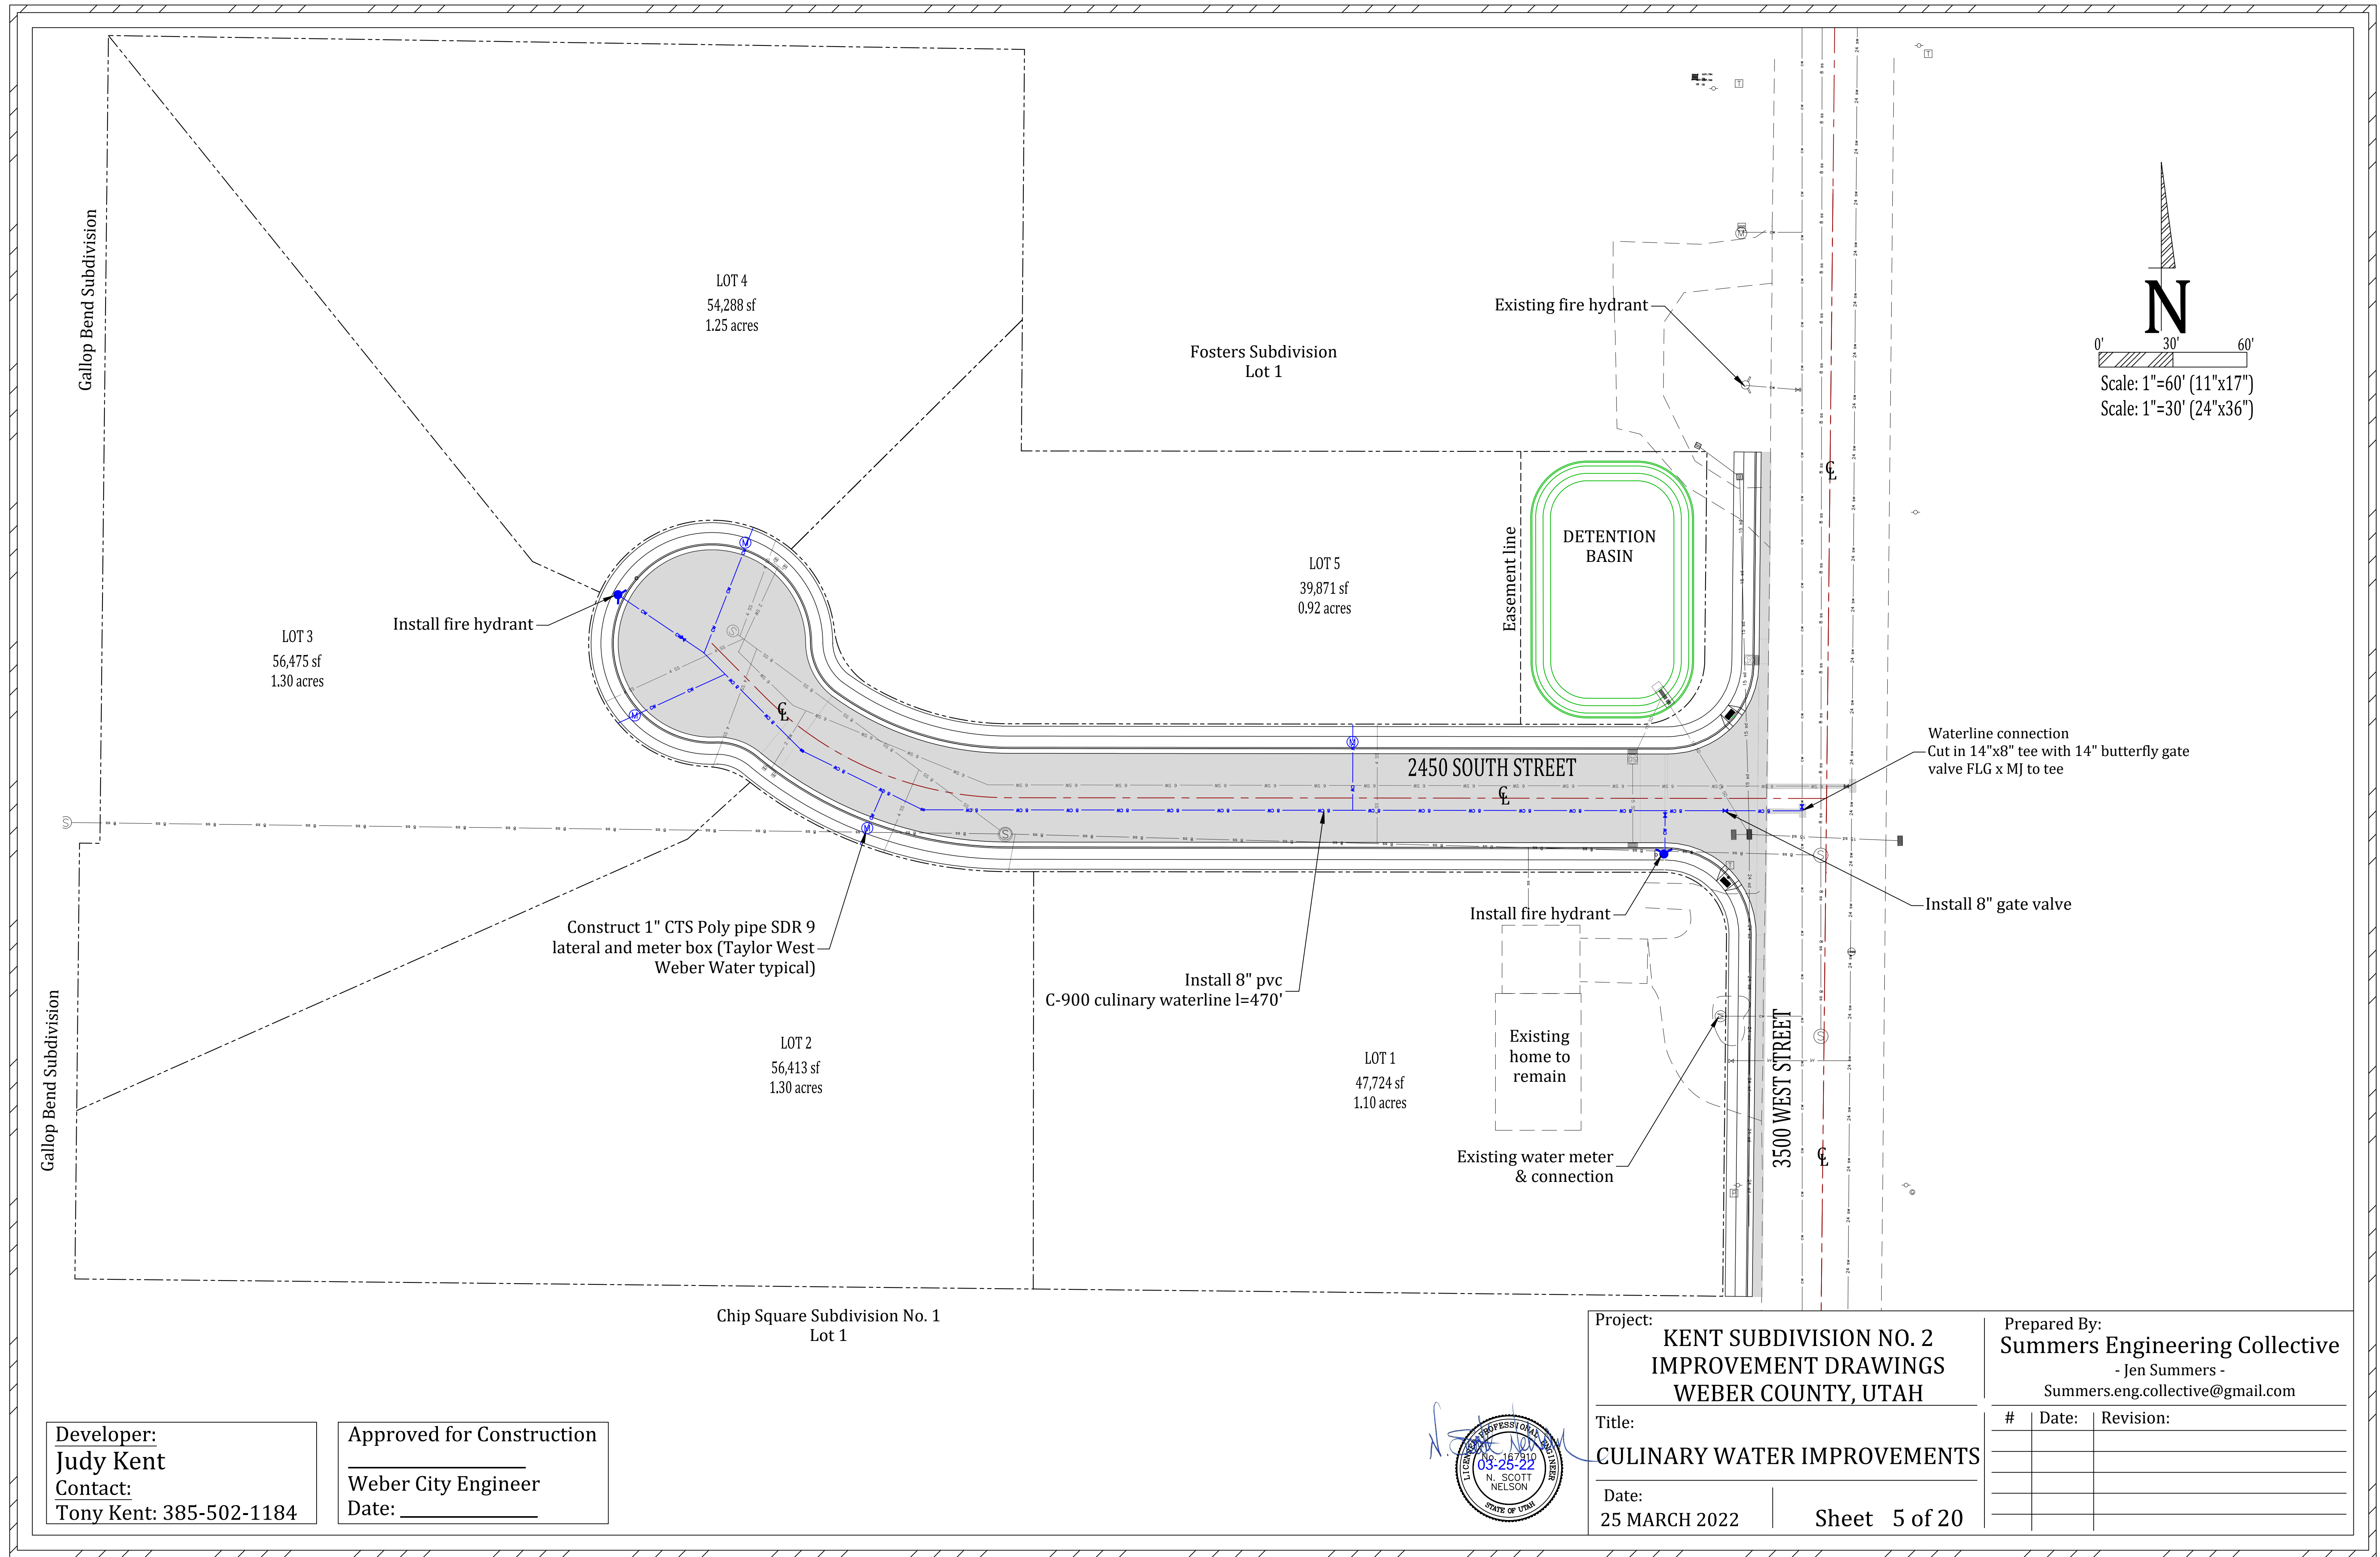 Gallop Bend Subdivision
LOT 4
54,288 sf
1.25 acres
Fosters Subdivision
Lot 1
Existing fire hydrant
N
0' 30' 60'
Scale: 1"=60' (11"x17")
Scale: 1"=30' (24"x36")
LOT 3
56,475 sf
1.30 acres
Install fire hydrant
LOT 5
39,871 sf
0.92 acres
Easement line
DETENTION
BASIN
2450 SOUTH STREET
Waterline connection
Cut in 14"x8" tee with 14" butterfly gate
valve FLG x MJ to tee
Install 8" gate valve
Construct 1" CTS Poly pipe SDR 9
lateral and meter box (Taylor West
Weber Water typical)
Install 8" pvc
C-900 culinary waterline l=470'
Install fire hydrant
Gallop Bend Subdivision
LOT 2
56,413 sf
1.30 acres
LOT 1
47,724 sf
1.10 acres
Existing
home to
remain
Existing water meter
& connection
3500 WEST STREET
Chip Square Subdivision No. 1
Lot 1
Developer:
Judy Kent
Contact:
Tony Kent: 385-502-1184
Approved for Construction
Weber City Engineer
Date:
LICENSED PROFESSIONAL ENGINEER
No. 167910
03-25-22
N. SCOTT
NELSON
STATE OF UTAH
Project:
KENT SUBDIVISION NO. 2
IMPROVEMENT DRAWINGS
WEBER COUNTY, UTAH
Title:
CULINARY WATER IMPROVEMENTS
Date:
25 MARCH 2022
Sheet 5 of 20
Prepared By:
Summers Engineering Collective
- Jen Summers -
Summers.eng.collective@gmail.com
# Date: Revision: